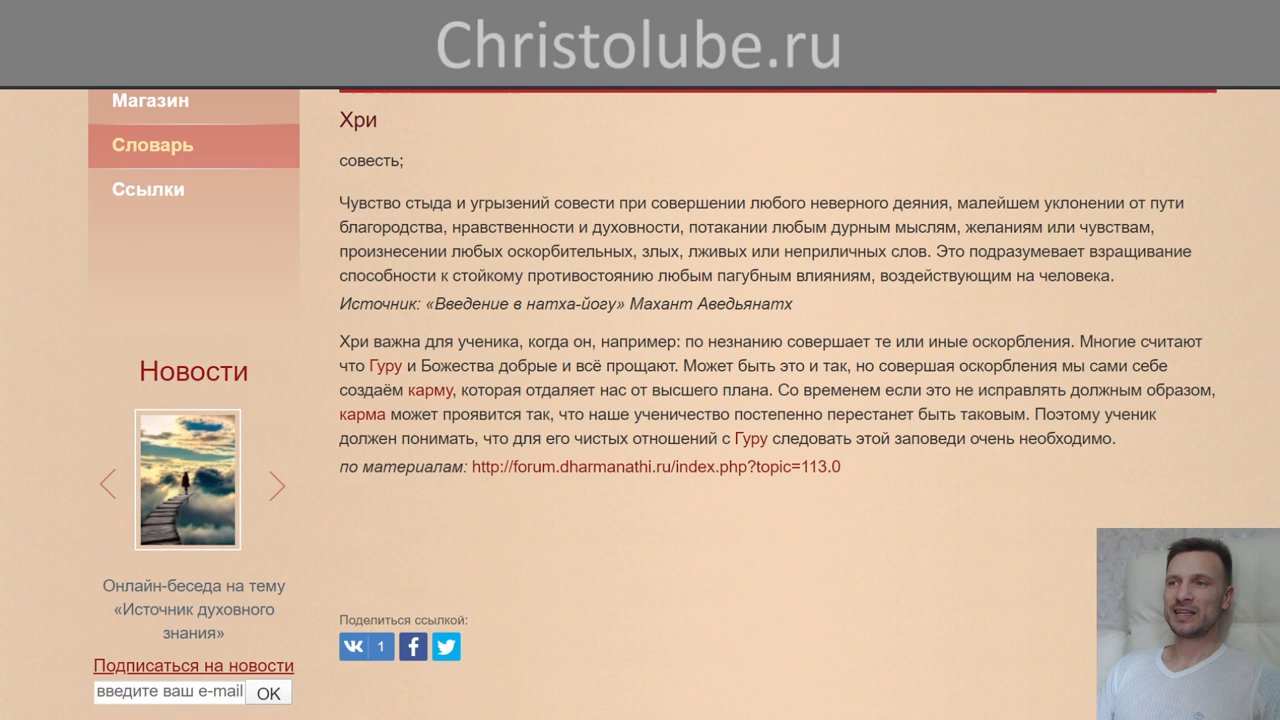 Christolube.ru
Магазин
Словарь
Ссылки
Хри
совесть;
Чувство стыда и угрызений совести при совершении любого неверного деяния, малейшем уклонении от пути
благородства, нравственности и духовности, потакании любым дурным мыслям, желаниям или чувствам,
произнесении любых оскорбительных, злых, лживых или неприличных слов. Это подразумевает взращивание
способности к стойкому противостоянию любым пагубным влияниям, воздействующим на человека.
Источник: «Введение в натха-йогу» Махант Аведьянатх
Хри важна для ученика, когда он, например: по незнанию совершает те или иные оскорбления. Многие считают
что Гуру и Божества добрые и всё прощают. Может быть это и так, но совершая оскорбления мы сами себе
создаём карму, которая отдаляет нас от высшего плана. Со временем если это не исправлять должным образом,
карма может проявится так, что наше ученичество постепенно перестанет быть таковым. Поэтому ученик
должен понимать, что для его чистых отношений с Гуру следовать этой заповеди очень необходимо.
по материалам: http://forum.dharmanathi.ru/index.php?topic=113.0
Новости
Онлайн-беседа на тему
«Источник духовного
знания»
Подписаться на новости
введите ваш e-mail OK
Поделиться ссылкой:
1